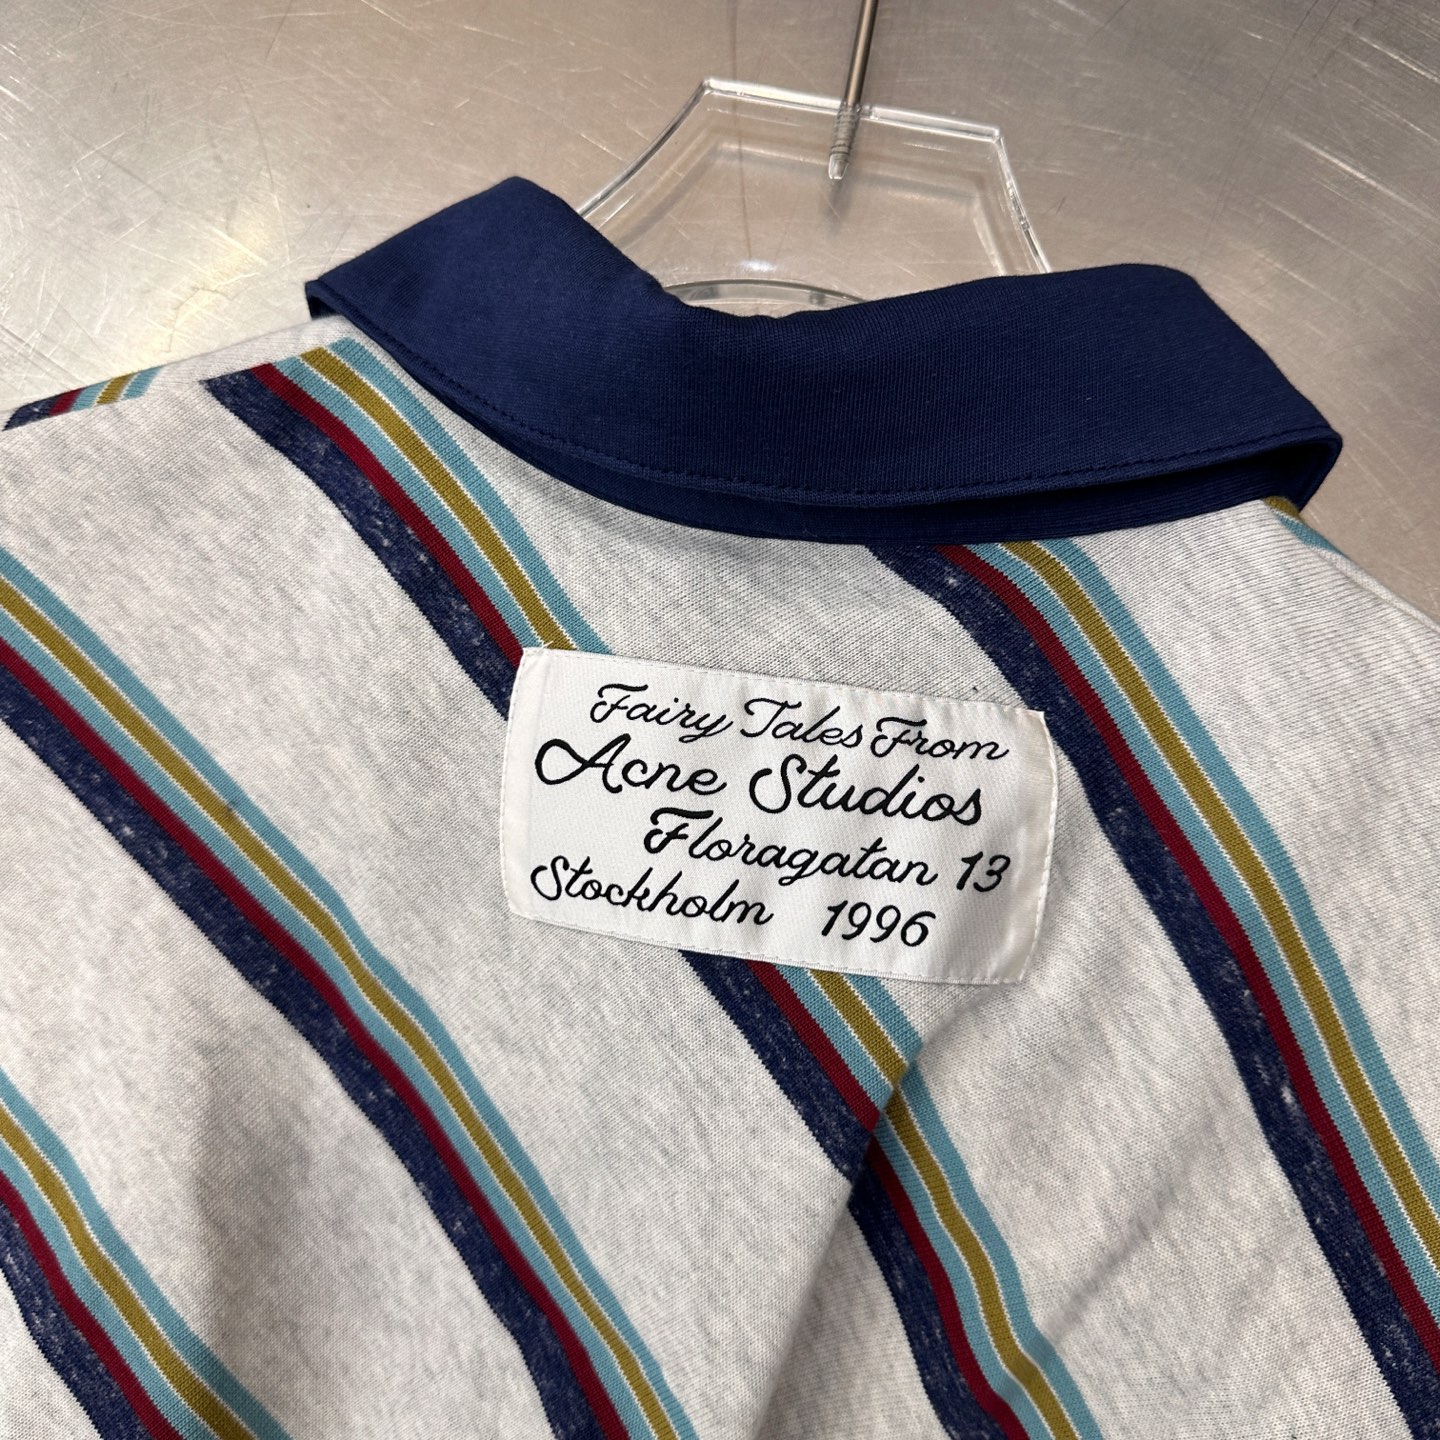 Fairy Tales From
Acne Studios
Floragatan 13
Stockholm 1996